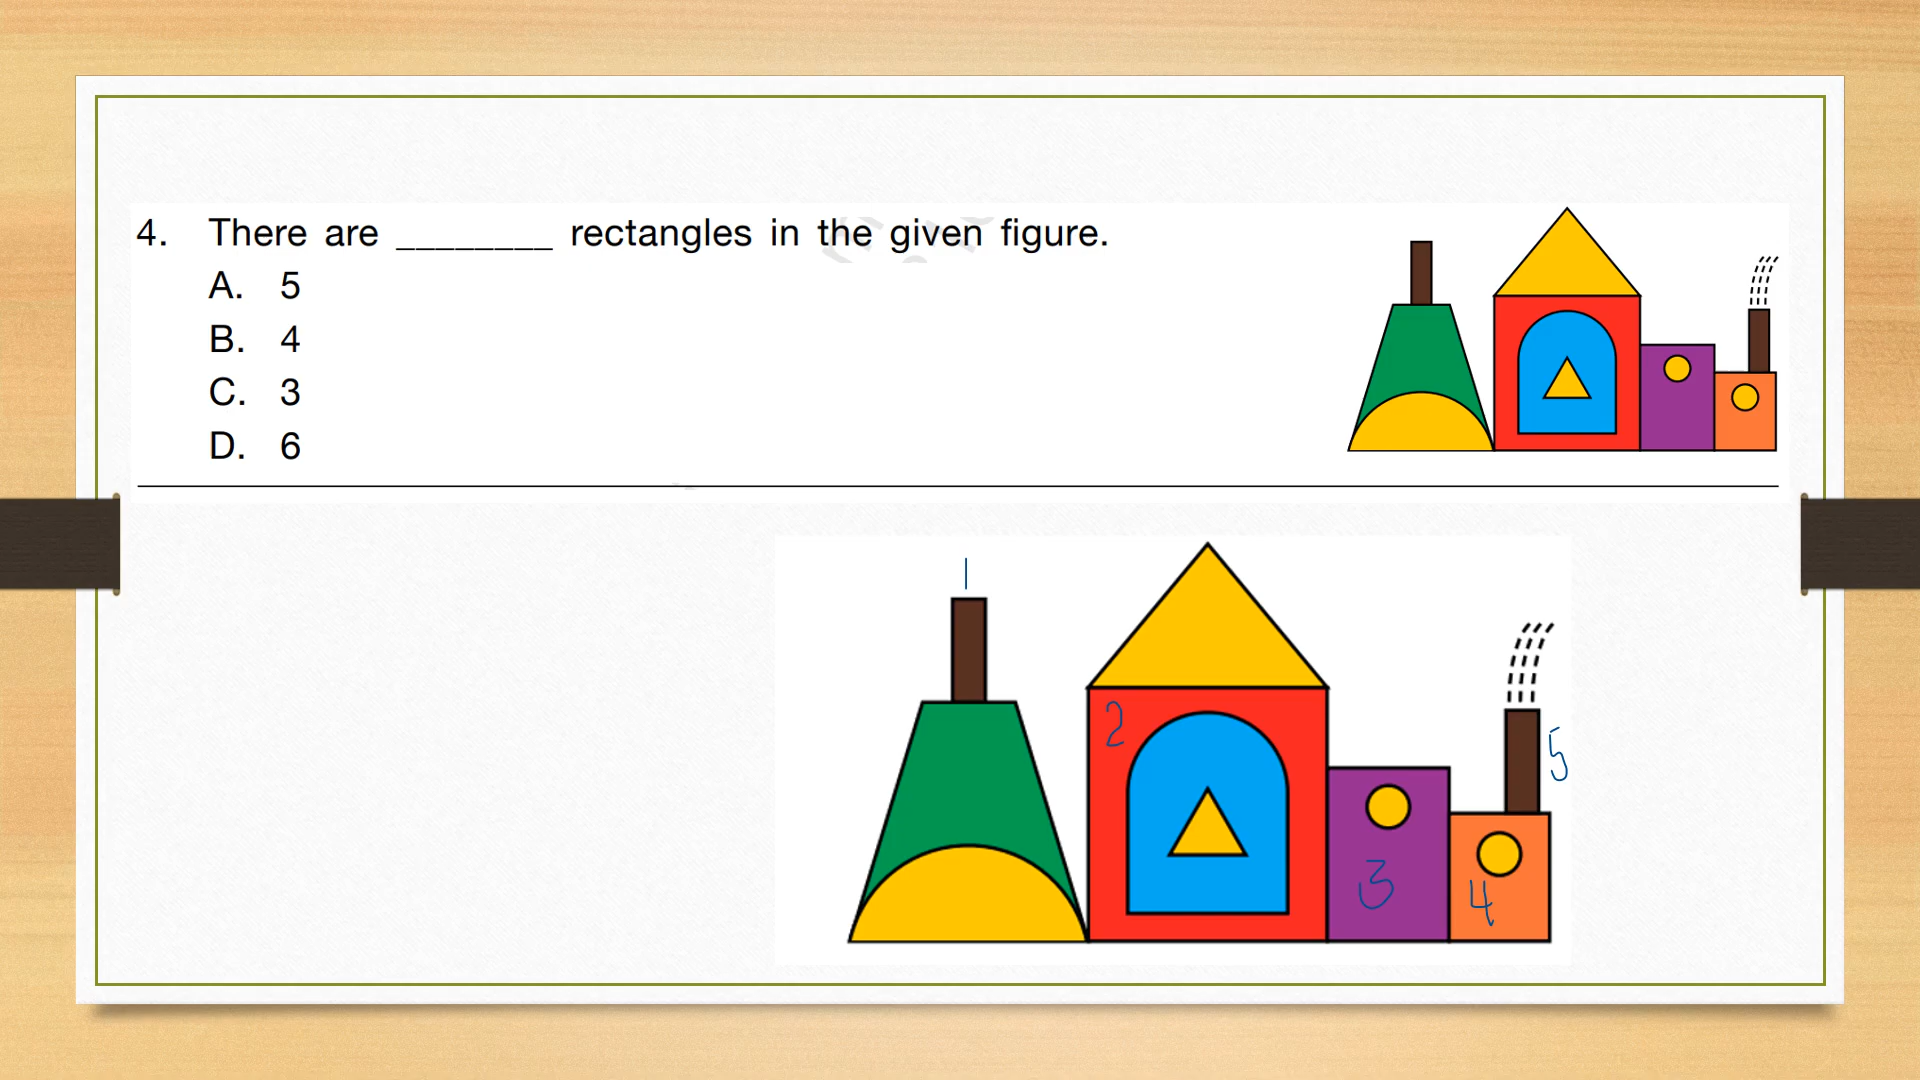 4. There are ________ rectangles in the given figure.
A. 5
B. 4
C. 3
D. 6
1
2
5
3
4